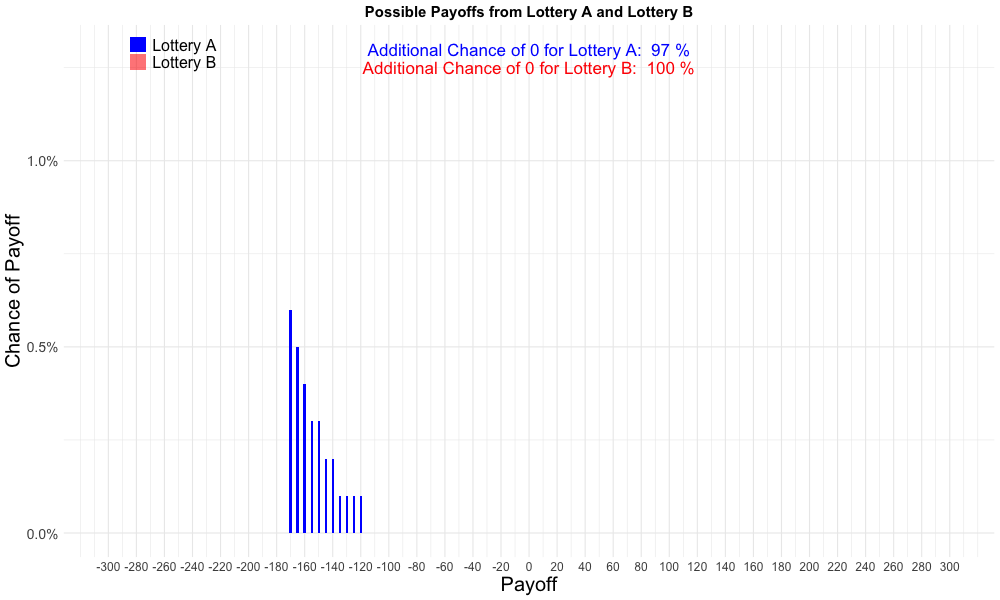 Possible Payoffs from Lottery A and Lottery B
Lottery A
Lottery B
Additional Chance of 0 for Lottery A:  97 %
Additional Chance of 0 for Lottery B:  100 %
Chance of Payoff
1.0%
0.5%
0.0%
-300 -280 -260 -240 -220 -200 -180 -160 -140 -120 -100 -80 -60 -40 -20 0 20 40 60 80 100 120 140 160 180 200 220 240 260 280 300
Payoff